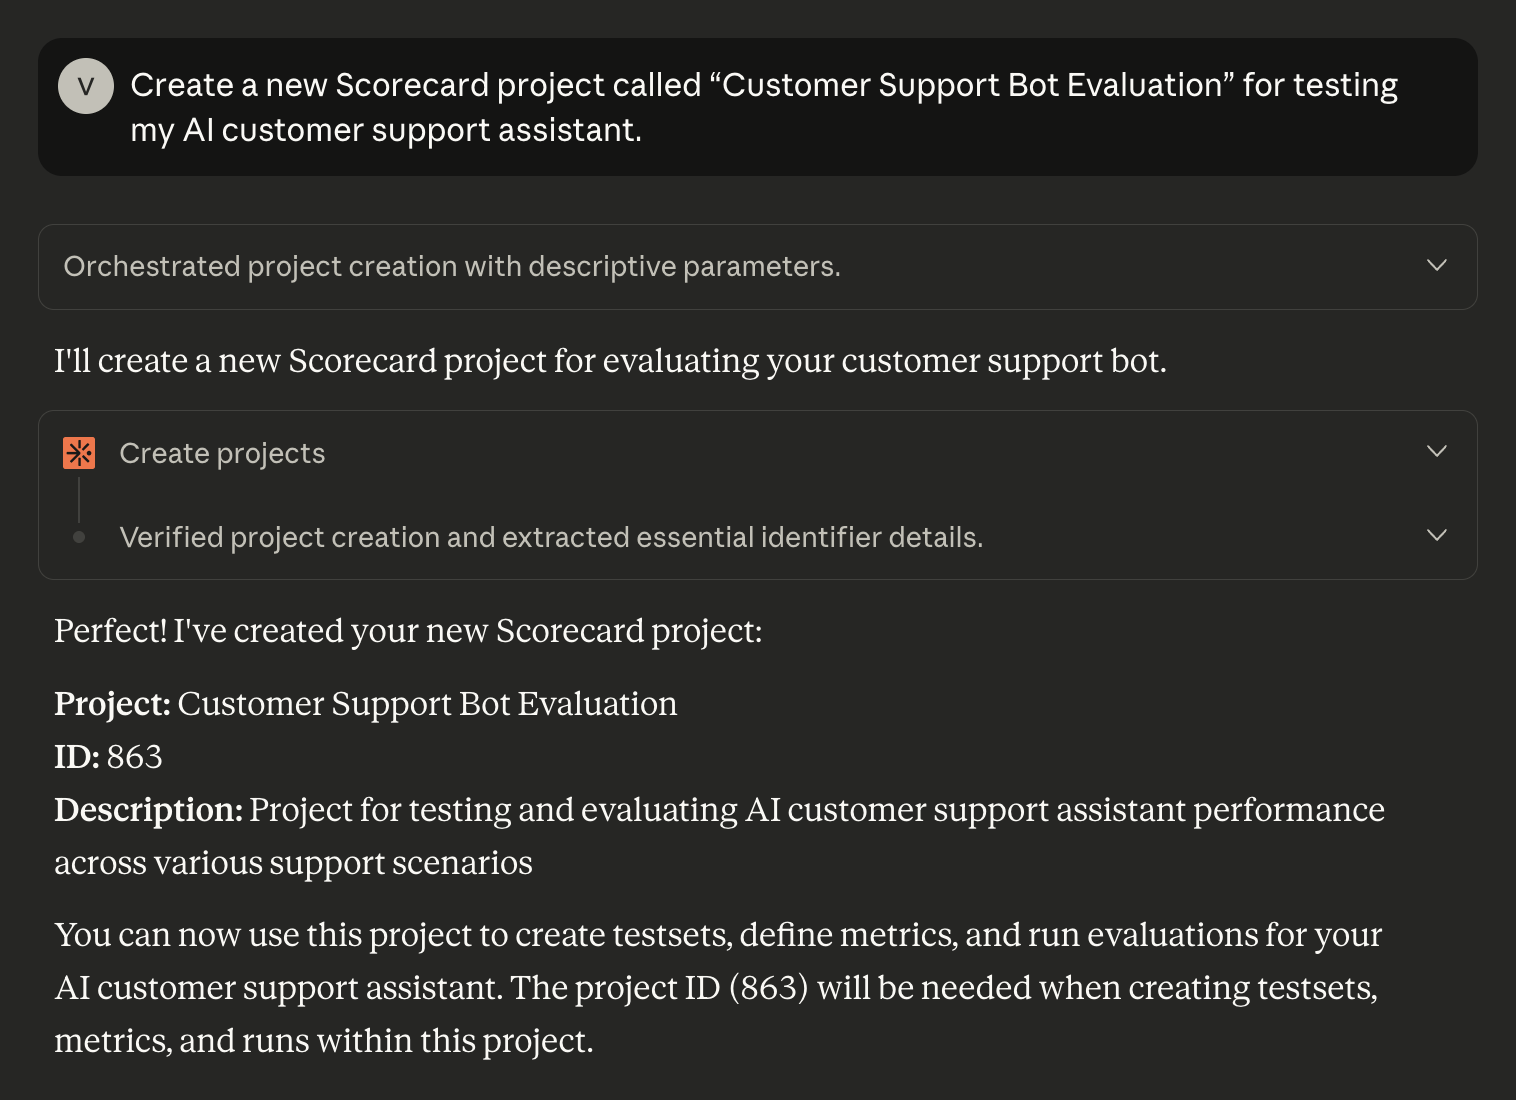 V
Create a new Scorecard project called “Customer Support Bot Evaluation” for testing
my AI customer support assistant.
Orchestrated project creation with descriptive parameters.
I'll create a new Scorecard project for evaluating your customer support bot.
Create projects
Verified project creation and extracted essential identifier details.
Perfect! I've created your new Scorecard project:
Project: Customer Support Bot Evaluation
ID: 863
Description: Project for testing and evaluating AI customer support assistant performance
across various support scenarios
You can now use this project to create testsets, define metrics, and run evaluations for your
AI customer support assistant. The project ID (863) will be needed when creating testsets,
metrics, and runs within this project.